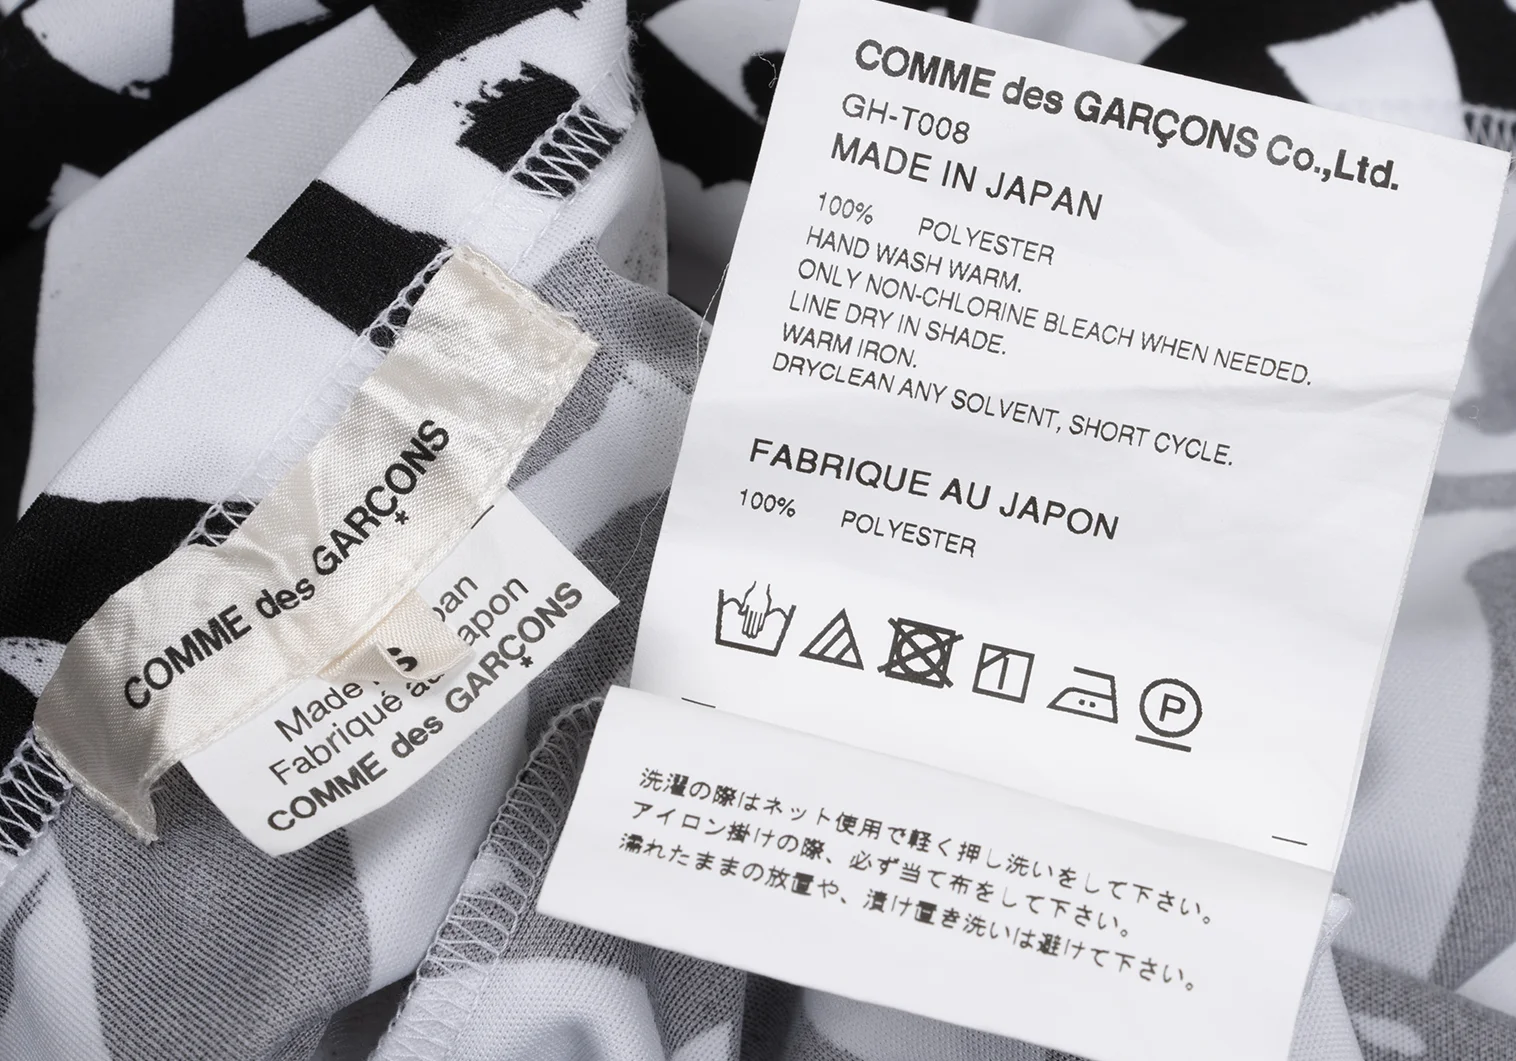 COMME des GARÇONS
S
Made
pan
Fabriqué au
apon
COMME des GARÇONS
COMME des GARÇONS Co.,Ltd.
GH-T008
MADE IN JAPAN
100% POLYESTER
HAND WASH WARM.
ONLY NON-CHLORINE BLEACH WHEN NEEDED.
LINE DRY IN SHADE.
WARM IRON.
DRYCLEAN ANY SOLVENT, SHORT CYCLE.
FABRIQUE AU JAPON
100% POLYESTER
P
洗濯の際はネット使用で軽く押し洗いをして下さい。
アイロン掛けの際、必ず当て布をして下さい。
濡れたままの放置や、漬け置き洗いは避けて下さい。